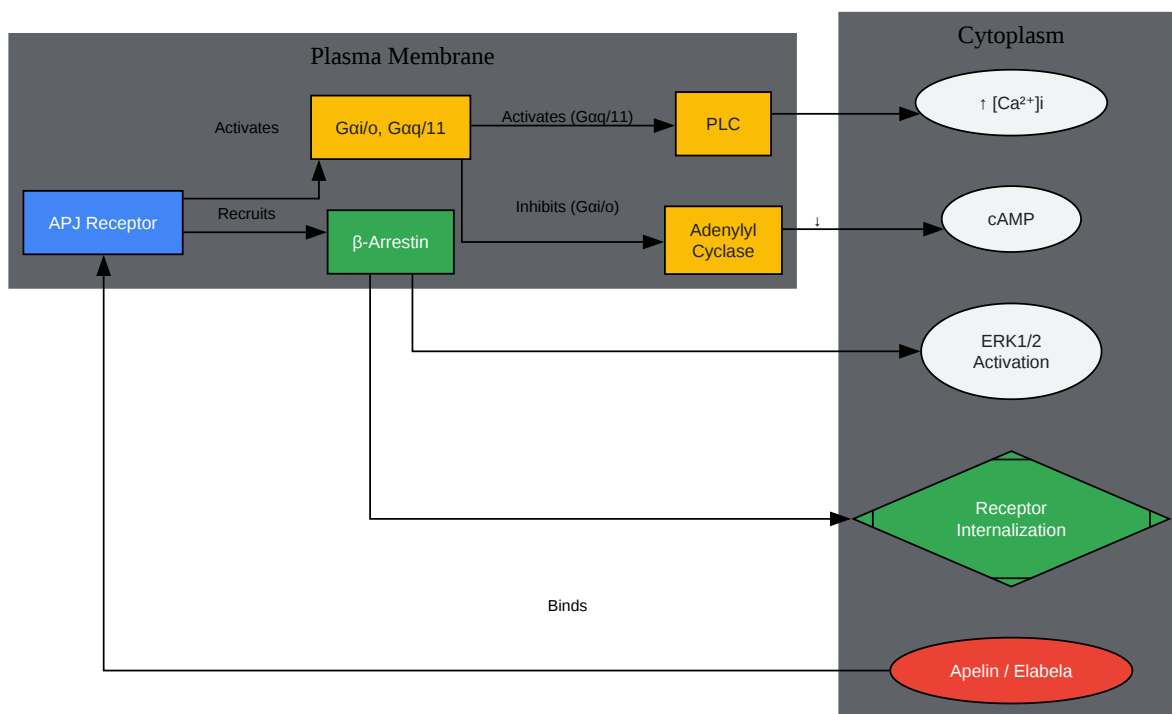 Plasma Membrane
Cytoplasm
Activates
Gαi/o, Gαq/11
Activates (Gαq/11)
PLC
↑ [Ca²⁺]i
APJ Receptor
Recruits
β-Arrestin
Inhibits (Gαi/o)
Adenylyl
Cyclase
↓
cAMP
ERK1/2
Activation
Receptor
Internalization
Binds
Apelin / Elabela